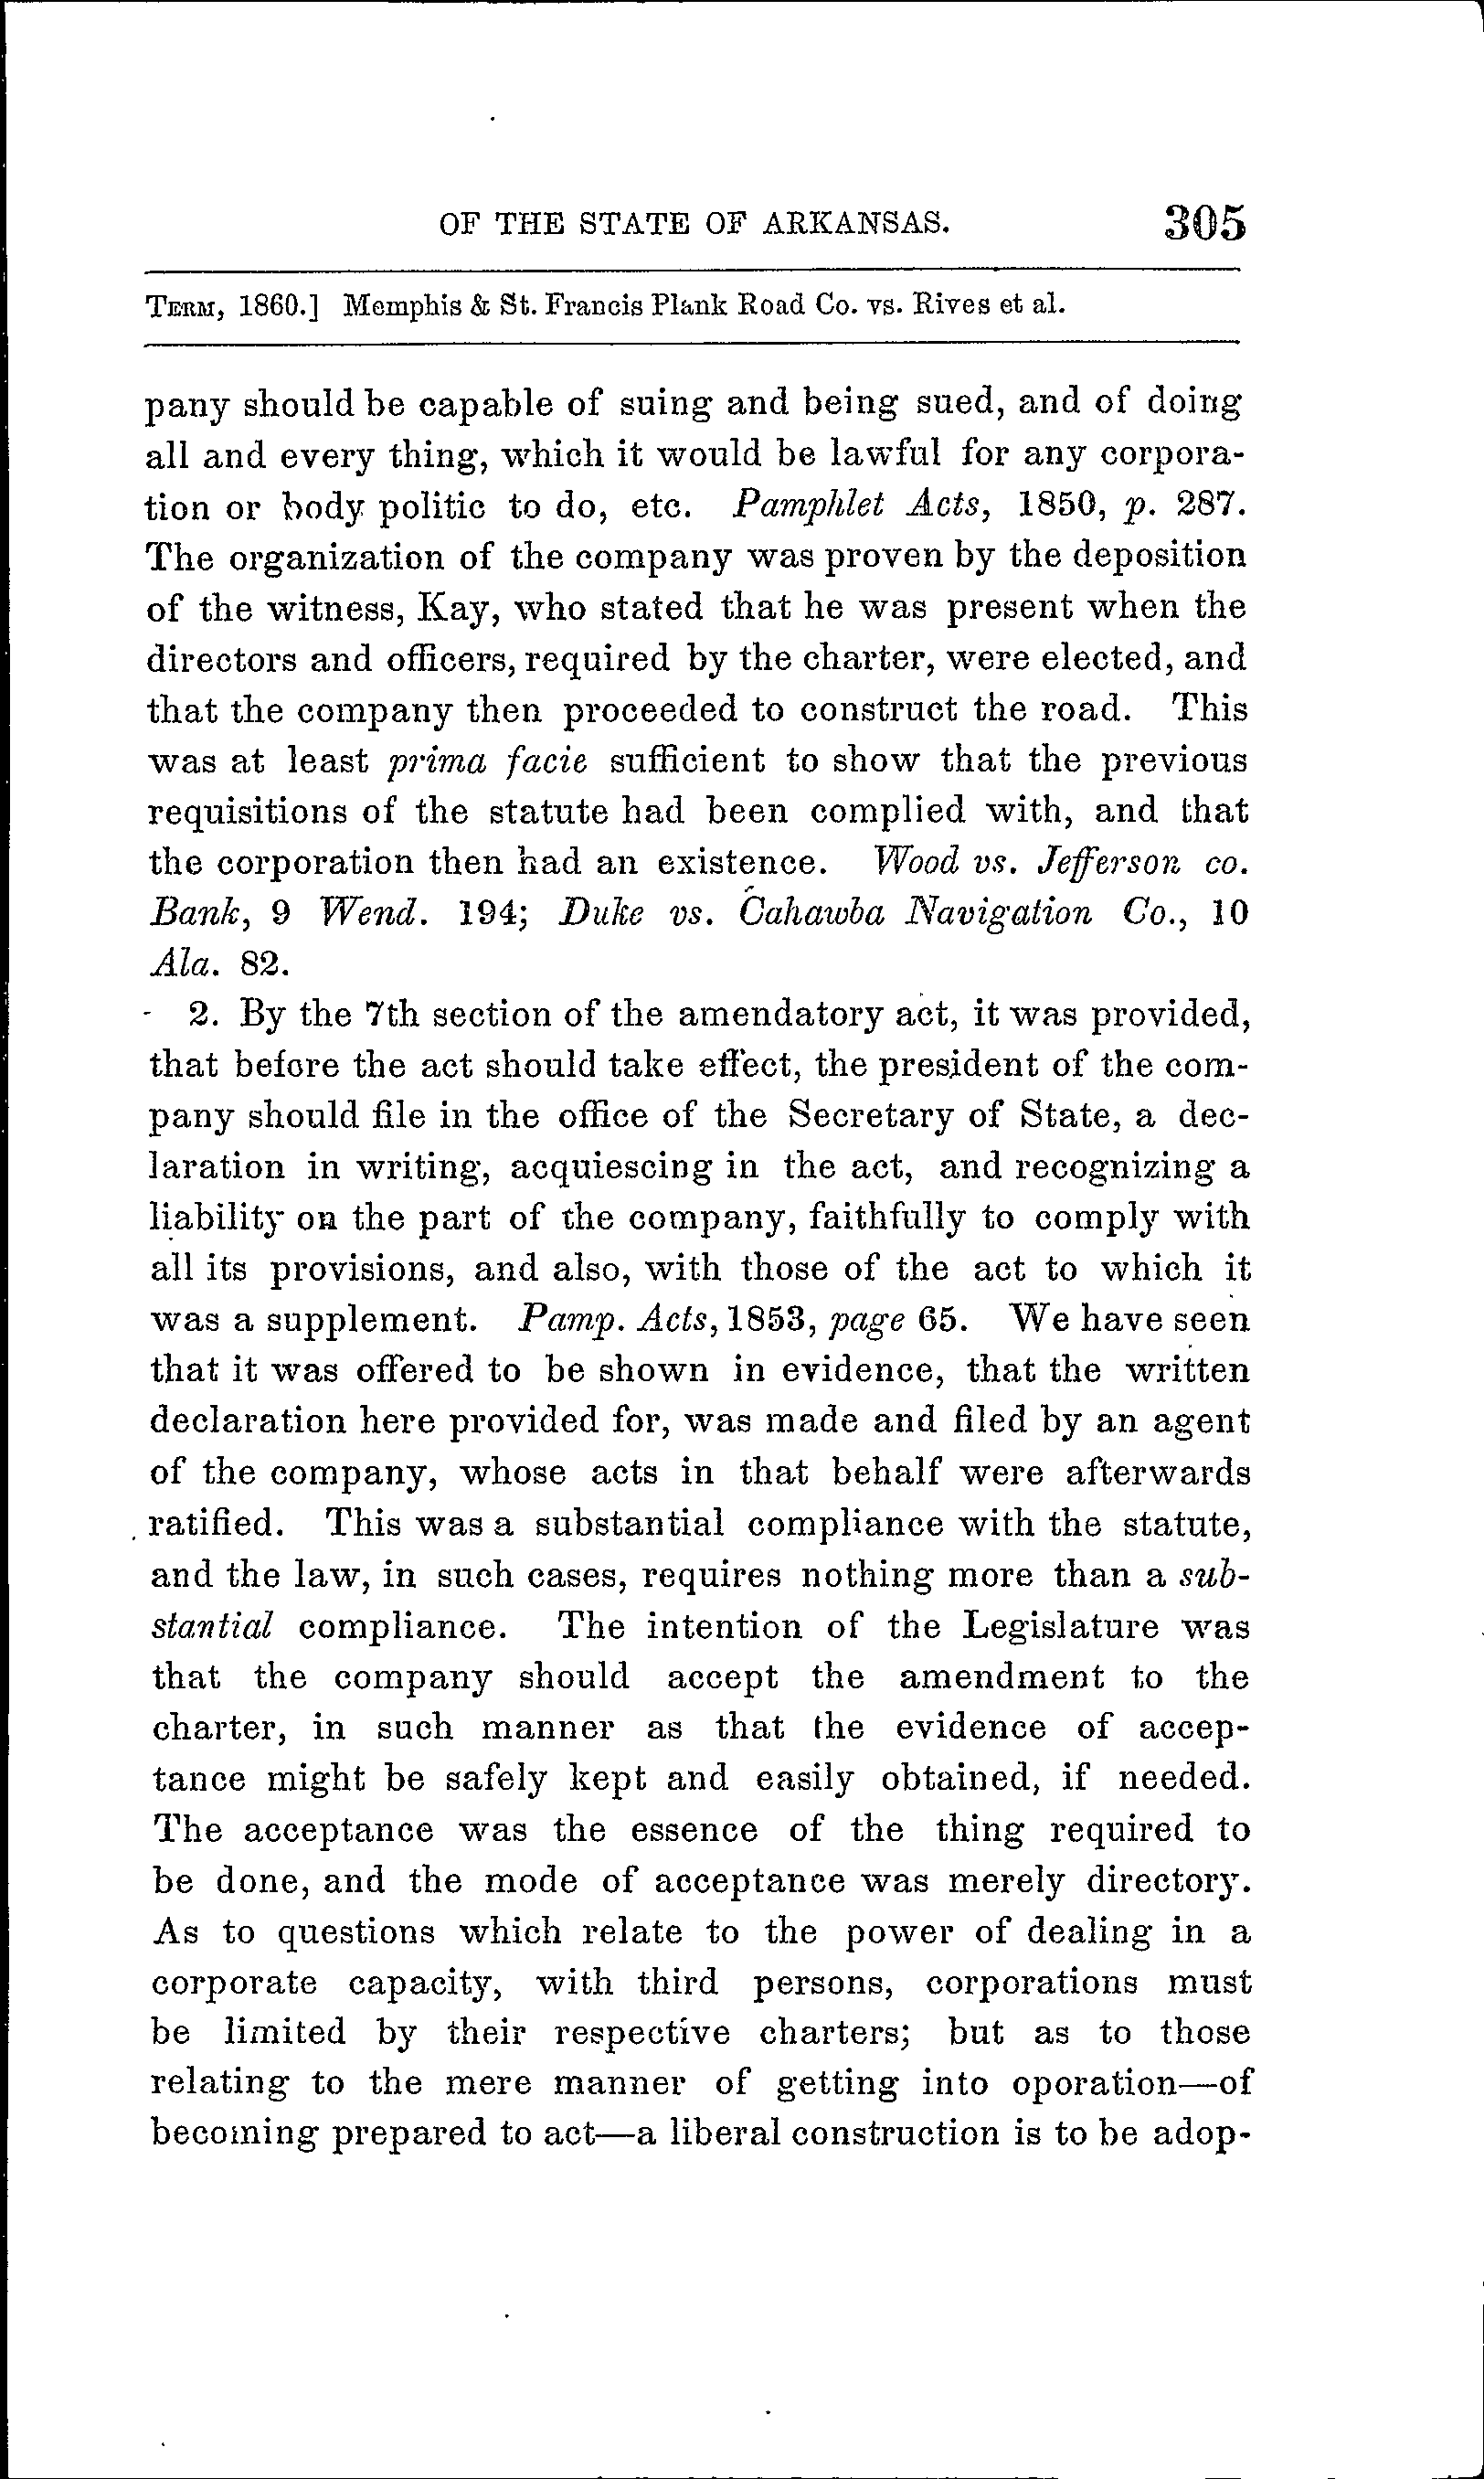 OF THE STATE OF ARKANSAS. 305
TERM, 1860.] Memphis & St. Francis Plank Road Co. vs. Rives et al.
pany should be capable of suing and being sued, and of doing
all and every thing, which it would be lawful for any corpora-
tion or body politic to do, etc. Pamphlet Acts, 1850, p. 287.
The organization of the company was proven by the deposition
of the witness, Kay, who stated that he was present when the
directors and officers, required by the charter, were elected, and
that the company then proceeded to construct the road. This
was at least prima facie sufficient to show that the previous
requisitions of the statute had been complied with, and that
the corporation then had an existence. Wood vs. Jefferson co.
Bank, 9 Wend. 194; Duke vs. Cahawba Navigation Co., 10
Ala. 82.
2. By the 7th section of the amendatory act, it was provided,
that before the act should take effect, the president of the com-
pany should file in the office of the Secretary of State, a dec-
laration in writing, acquiescing in the act, and recognizing a
liability on the part of the company, faithfully to comply with
all its provisions, and also, with those of the act to which it
was a supplement. Pamp. Acts, 1853, page 65. We have seen
that it was offered to be shown in evidence, that the written
declaration here provided for, was made and filed by an agent
of the company, whose acts in that behalf were afterwards
ratified. This was a substantial compliance with the statute,
and the law, in such cases, requires nothing more than a sub-
stantial compliance. The intention of the Legislature was
that the company should accept the amendment to the
charter, in such manner as that the evidence of accep-
tance might be safely kept and easily obtained, if needed.
The acceptance was the essence of the thing required to
be done, and the mode of acceptance was merely directory.
As to questions which relate to the power of dealing in a
corporate capacity, with third persons, corporations must
be limited by their respective charters; but as to those
relating to the mere manner of getting into oporation—of
becoming prepared to act—a liberal construction is to be adop-